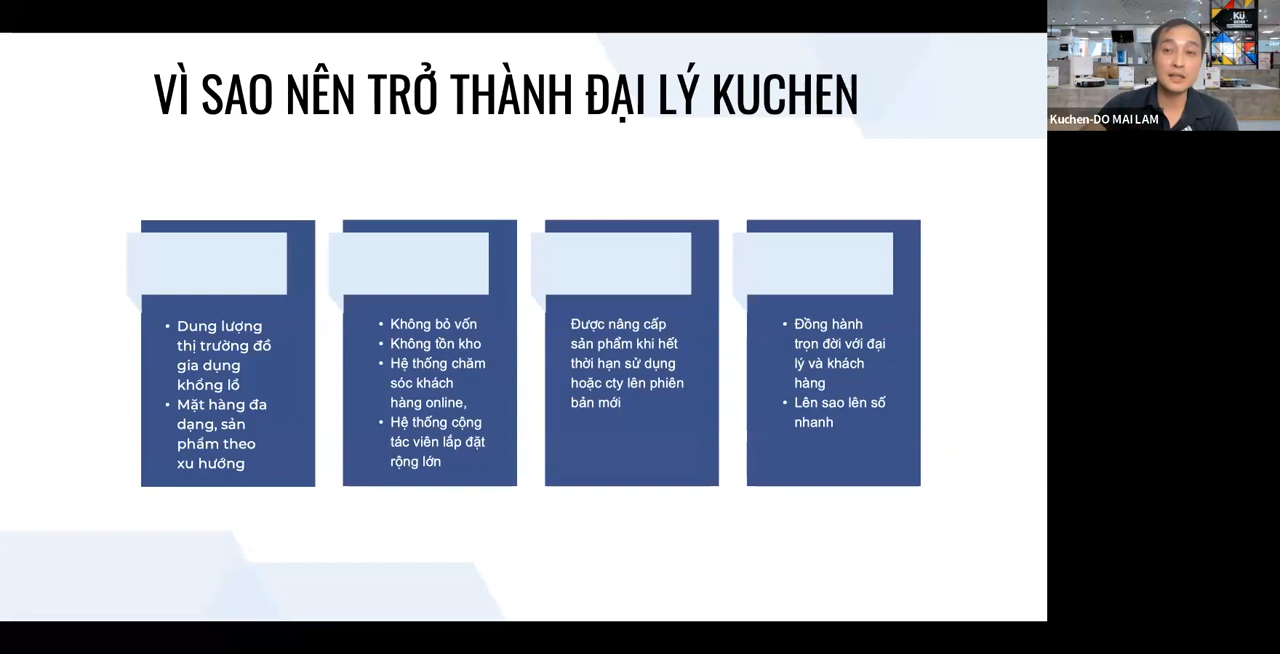 VÌ SAO NÊN TRỞ THÀNH ĐẠI LÝ KUCHEN
• Dung lượng
thị trường đồ
gia dụng
khổng lồ
• Mặt hàng đa
dạng, sản
phẩm theo
xu hướng
• Không bỏ vốn
• Không tồn kho
• Hệ thống chăm
sóc khách
hàng online,
• Hệ thống cộng
tác viên lắp đặt
rộng lớn
Được nâng cấp
sản phẩm khi hết
thời hạn sử dụng
hoặc cty lên phiên
bản mới
• Đồng hành
trọn đời với đại
lý và khách
hàng
• Lên sao lên số
nhanh
Kuchen-DO MAI LAM